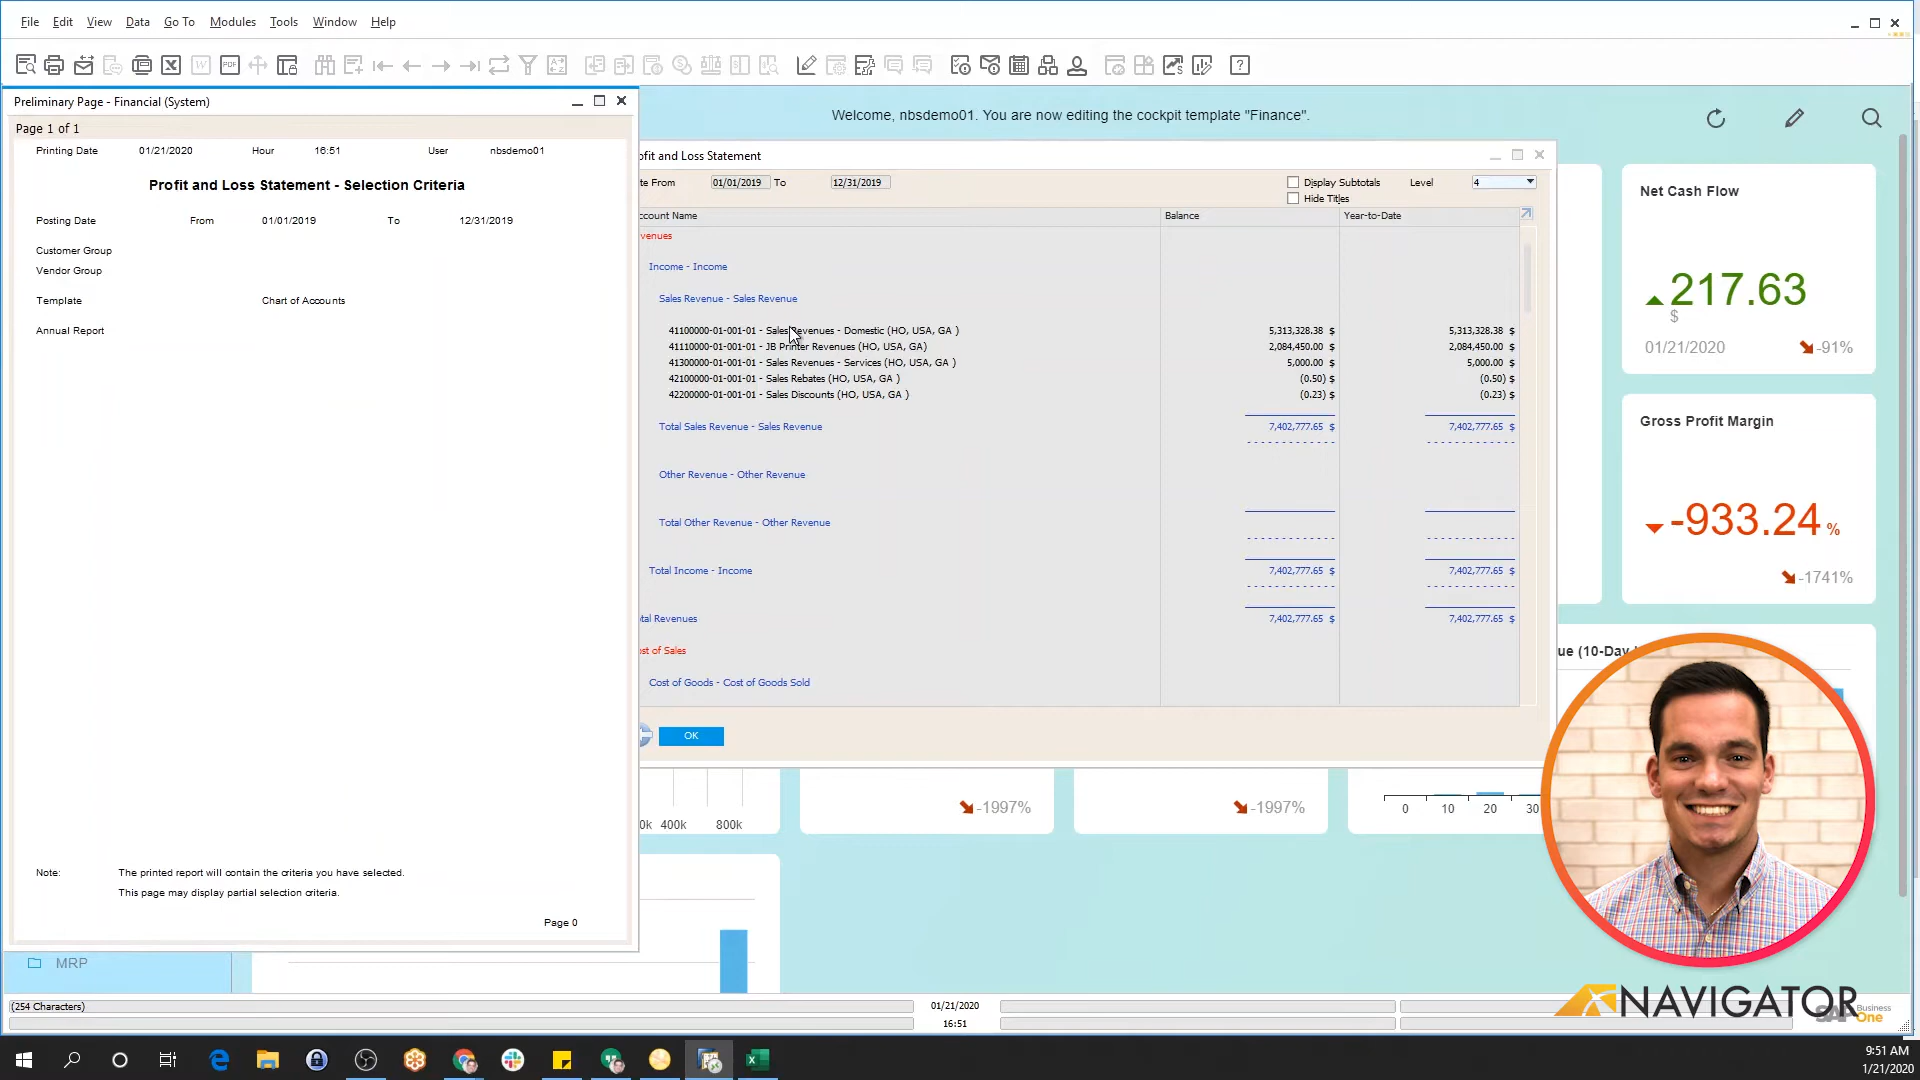 File Edit View Data Go To Modules Tools Window Help
Preliminary Page - Financial (System)
Page 1 of 1
Printing Date 01/21/2020 Hour 16:51 User nbsdemo01
Profit and Loss Statement - Selection Criteria
Posting Date From 01/01/2019 To 12/31/2019
Customer Group
Vendor Group
Template Chart of Accounts
Annual Report
Note: The printed report will contain the criteria you have selected.
This page may display partial selection criteria.
Page 0
Welcome, nbsdemo01. You are now editing the cockpit template "Finance".
ofit and Loss Statement
te From 01/01/2019 To 12/31/2019 Display Subtotals Level 4
Hide Titles
count Name Balance Year-to-Date
venues
Income - Income
Sales Revenue - Sales Revenue
41100000-01-001-01 - Sales Revenues - Domestic (HO, USA, GA ) 5,313,328.38 $ 5,313,328.38 $
41110000-01-001-01 - JB Printer Revenues (HO, USA, GA) 2,084,450.00 $ 2,084,450.00 $
41300000-01-001-01 - Sales Revenues - Services (HO, USA, GA ) 5,000.00 $ 5,000.00 $
42100000-01-001-01 - Sales Rebates (HO, USA, GA ) (0.50) $ (0.50) $
42200000-01-001-01 - Sales Discounts (HO, USA, GA ) (0.23) $ (0.23) $
Total Sales Revenue - Sales Revenue 7,402,777.65 $ 7,402,777.65 $
Other Revenue - Other Revenue
Total Other Revenue - Other Revenue
Total Income - Income 7,402,777.65 $ 7,402,777.65 $
tal Revenues 7,402,777.65 $ 7,402,777.65 $
st of Sales
Cost of Goods - Cost of Goods Sold
OK
Net Cash Flow
217.63
$
01/21/2020 -91%
Gross Profit Margin
-933.24 %
-1741%
ue (10-Day
-1997% -1997%
0k 400k 800k
0 10 20 30
MRP
(254 Characters) 01/21/2020
16:51
NAVIGATOR
SAP Business One
9:51 AM
1/21/2020